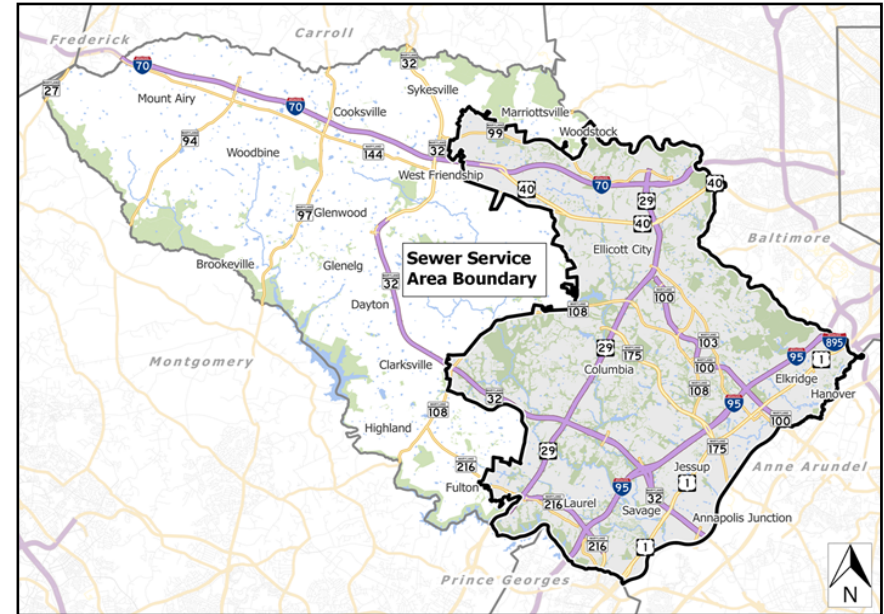 Frederick
Carroll
70
32
27
Sykesville
Mount Airy
70
Cooksville
Marriottsville
99
Woodstock
94
Woodbine
144
32
West Friendship
40
70
40
29
97
Glenwood
40
Ellicott City
Baltimore
Sewer Service
Area Boundary
Brookeville
Glenelg
32
Dayton
100
108
103
895
29
175
95
1
Montgomery
Clarksville
Columbia
100
Elkridge
108
Hanover
32
95
108
100
Highland
29
175
216
Jessup
Anne Arundel
Fulton
95
1
32
216
Laurel
Savage
Annapolis Junction
216
1
Prince Georges
N